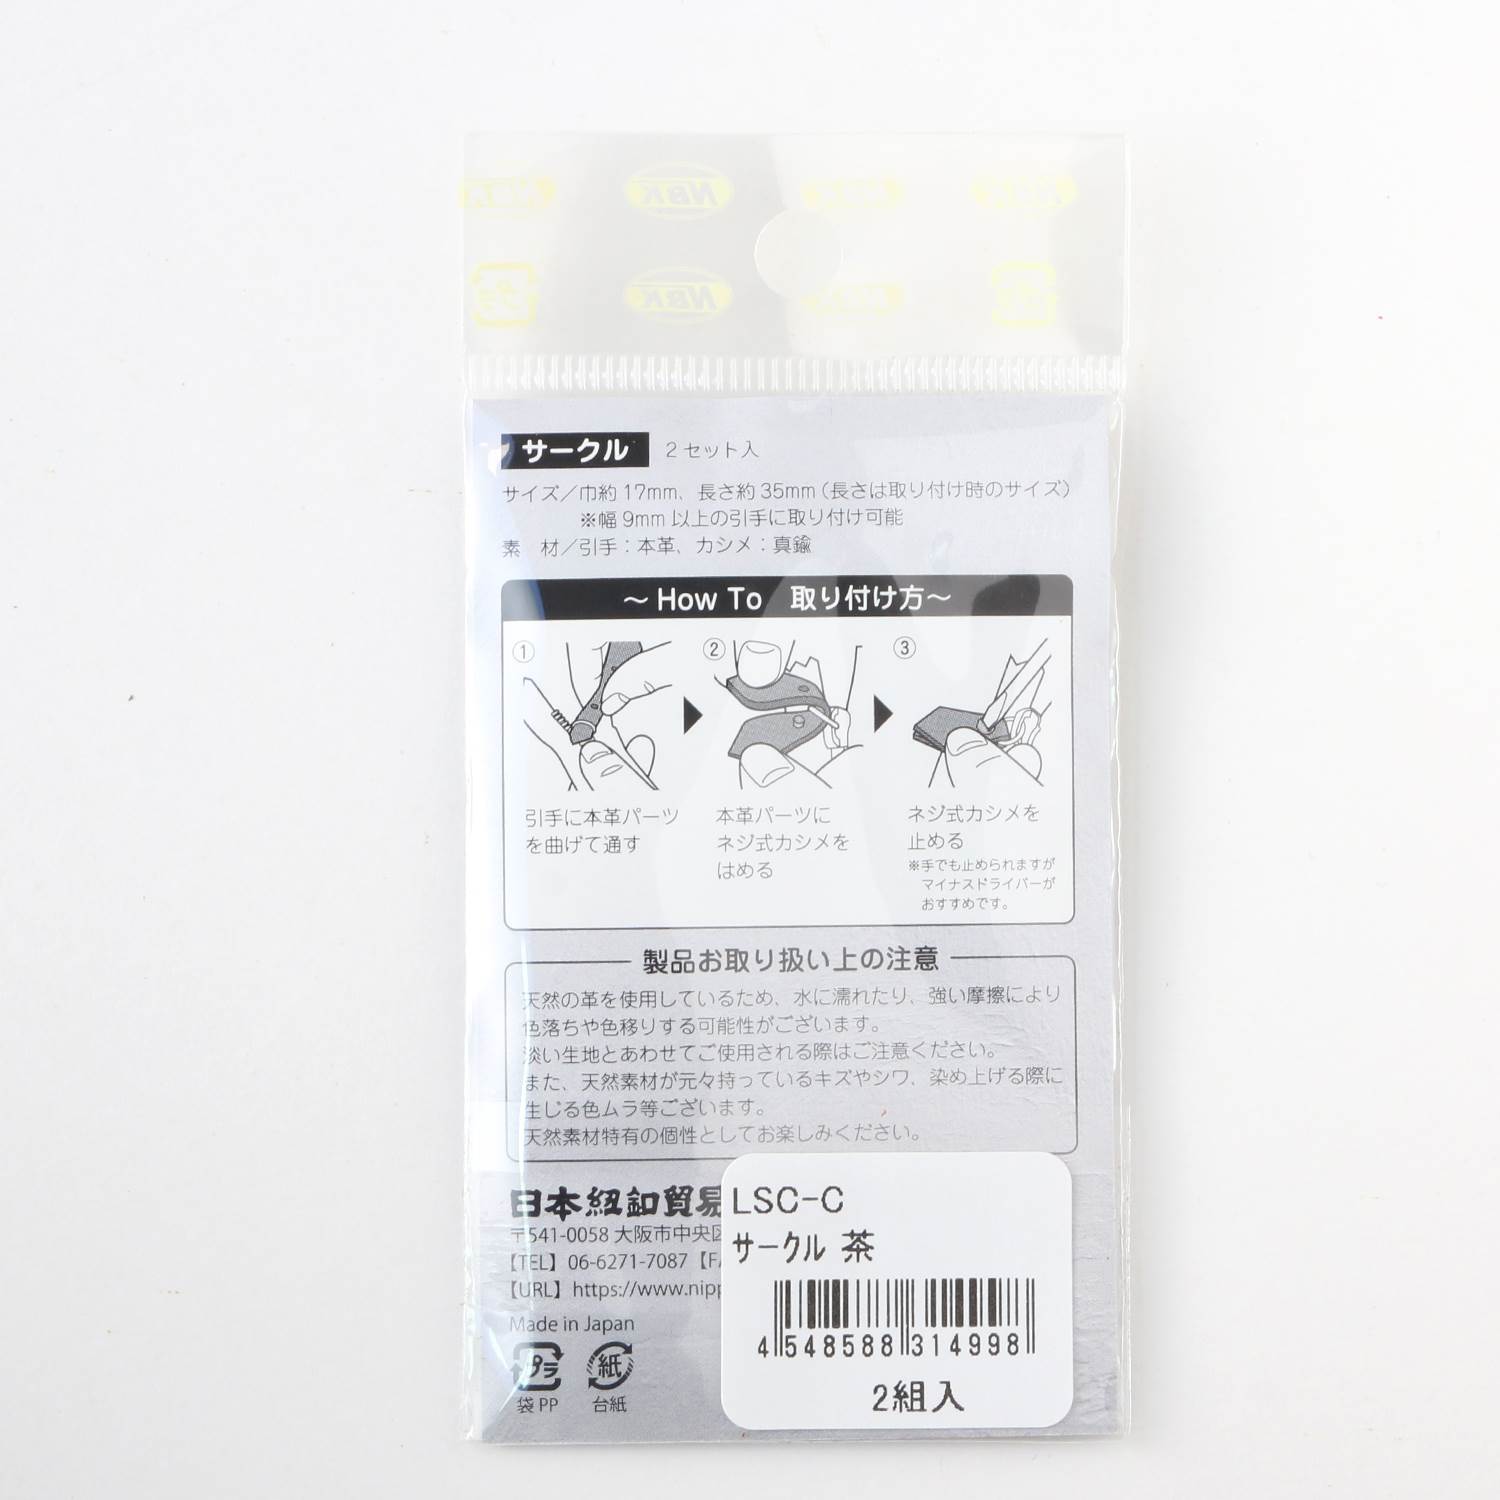 NBK NBK NBK NBK
プラ NBK NBK プラ
サークル 2セット入
サイズ／巾約17mm、長さ約35mm（長さは取り付け時のサイズ）
※幅9mm以上の引手に取り付け可能
素 材／引手：本革、カシメ：真鍮
～How To 取り付け方～
① ② ③
引手に本革パーツ
を曲げて通す
本革パーツに
ネジ式カシメを
はめる
ネジ式カシメを
止める
※手でも止められますが
マイナスドライバーが
おすすめです。
製品お取り扱い上の注意
天然の革を使用しているため、水に濡れたり、強い摩擦により
色落ちや色移りする可能性がございます。
淡い生地とあわせてご使用される際はご注意ください。
また、天然素材が元々持っているキズやシワ、染め上げる際に
生じる色ムラ等ございます。
天然素材特有の個性としてお楽しみください。
日本紐釦貿易
〒541-0058 大阪市中央区
【TEL】06-6271-7087【FA
【URL】https://www.nipp
Made in Japan
プラ 紙
袋PP 台紙
LSC-C
サークル 茶
4 548588 314998
2組入